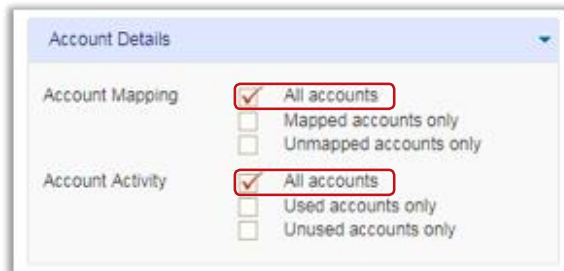 Account Details
Account Mapping All accounts
Mapped accounts only
Unmapped accounts only
Account Activity All accounts
Used accounts only
Unused accounts only